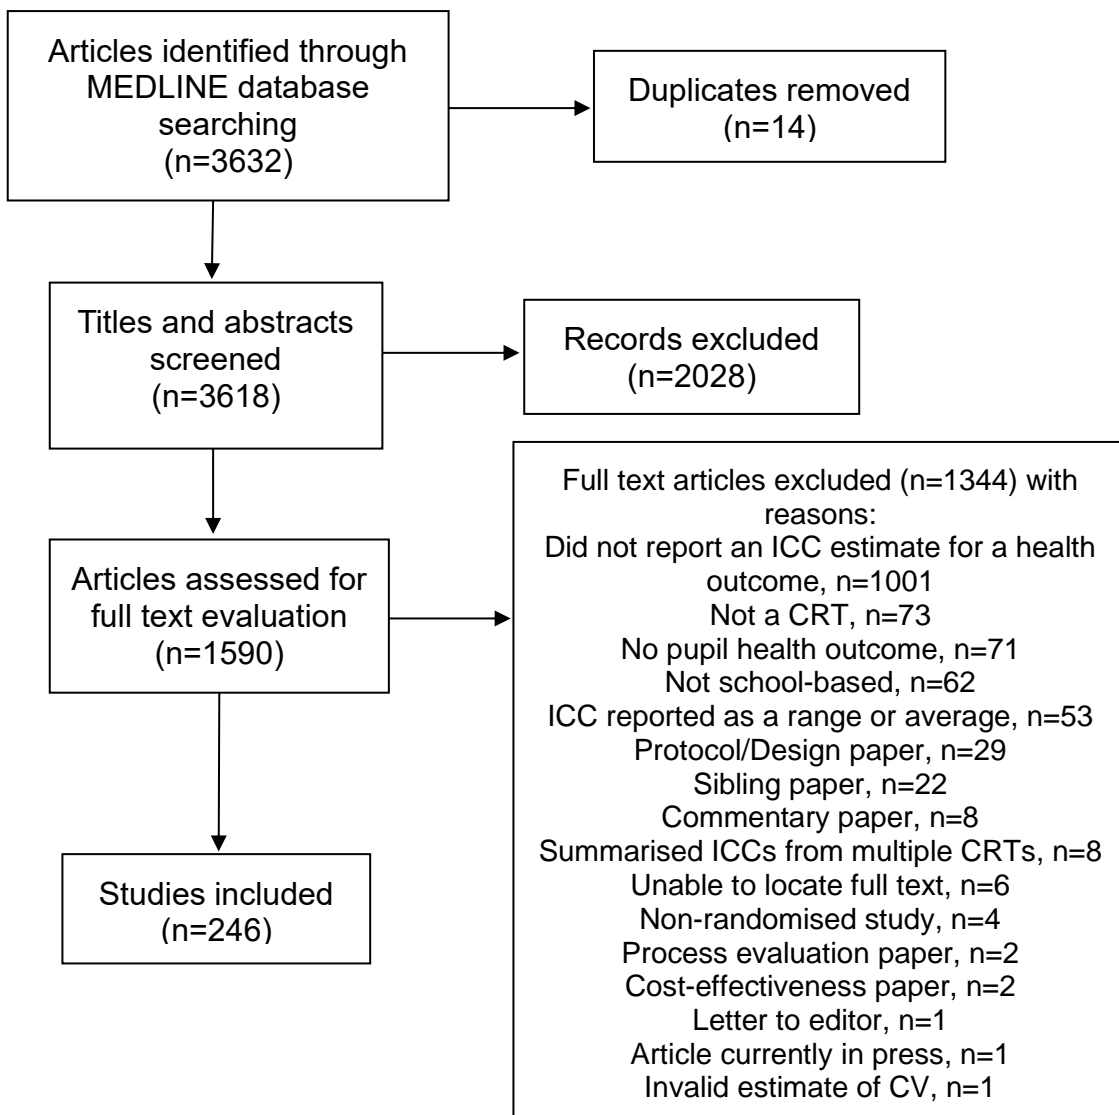 Articles identified through
MEDLINE database
searching
(n=3632)
Duplicates removed
(n=14)
Titles and abstracts
screened
(n=3618)
Records excluded
(n=2028)
Articles assessed for
full text evaluation
(n=1590)
Full text articles excluded (n=1344) with
reasons:
Did not report an ICC estimate for a health
outcome, n=1001
Not a CRT, n=73
No pupil health outcome, n=71
Not school-based, n=62
ICC reported as a range or average, n=53
Protocol/Design paper, n=29
Sibling paper, n=22
Commentary paper, n=8
Summarised ICCs from multiple CRTs, n=8
Unable to locate full text, n=6
Non-randomised study, n=4
Process evaluation paper, n=2
Cost-effectiveness paper, n=2
Letter to editor, n=1
Article currently in press, n=1
Invalid estimate of CV, n=1
Studies included
(n=246)